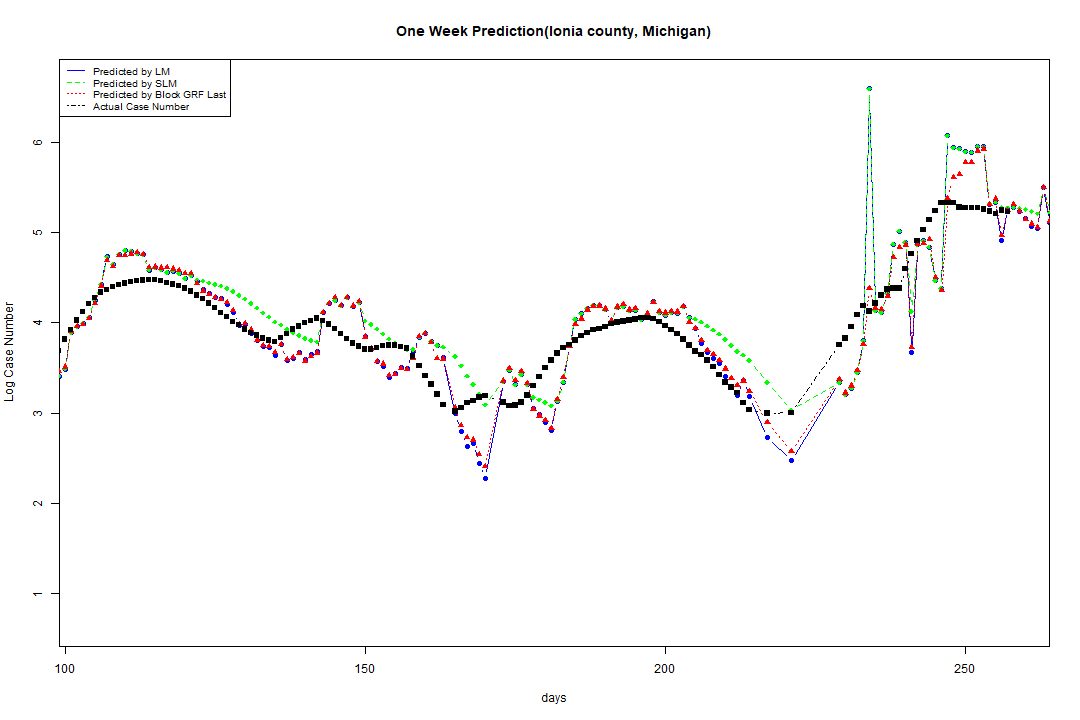 One Week Prediction(Ionia county, Michigan)
Predicted by LM
Predicted by SLM
Predicted by Block GRF Last
Actual Case Number
Log Case Number
6
5
4
3
2
1
100 150 200 250
days